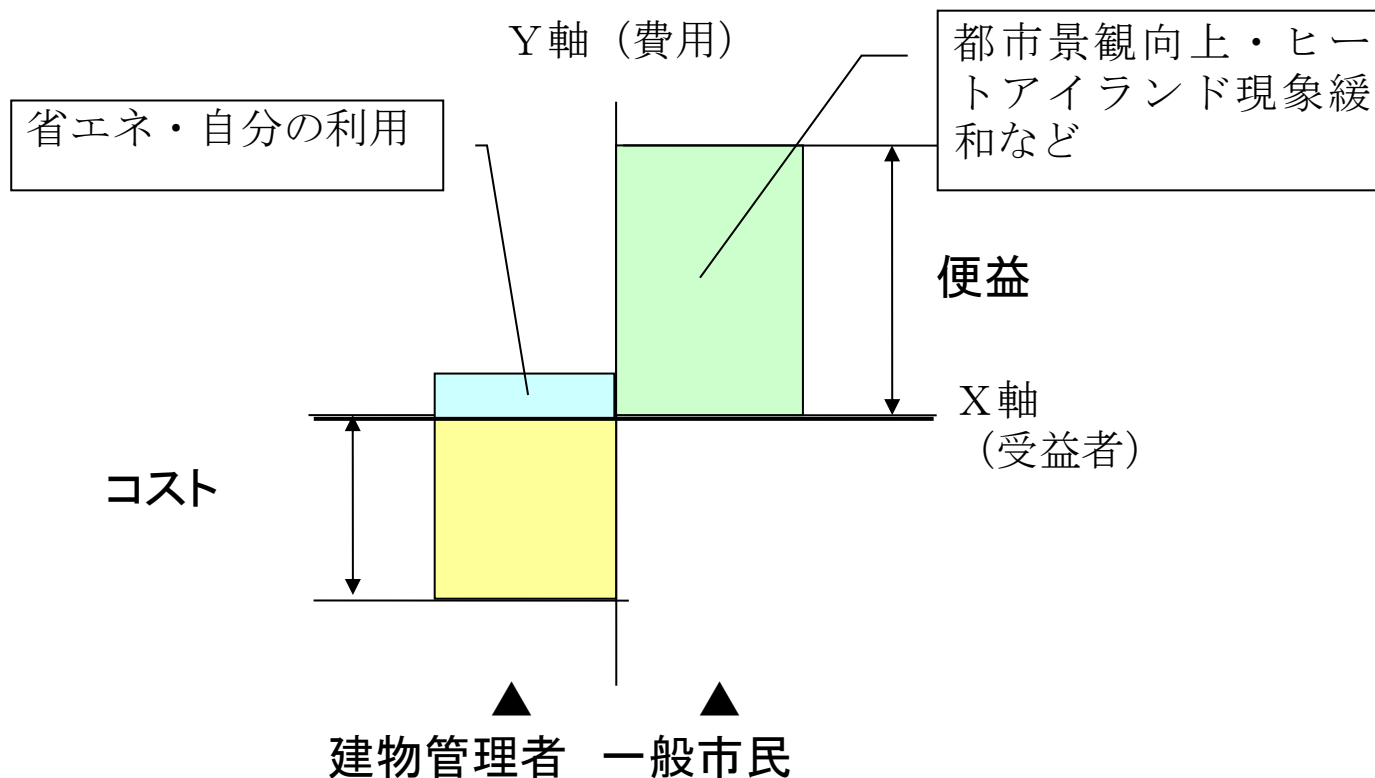 Ｙ軸（費用）
都市景観向上・ヒー
トアイランド現象緩
和など
省エネ・自分の利用
便益
Ｘ軸
（受益者）
コスト
▲ ▲
建物管理者 一般市民